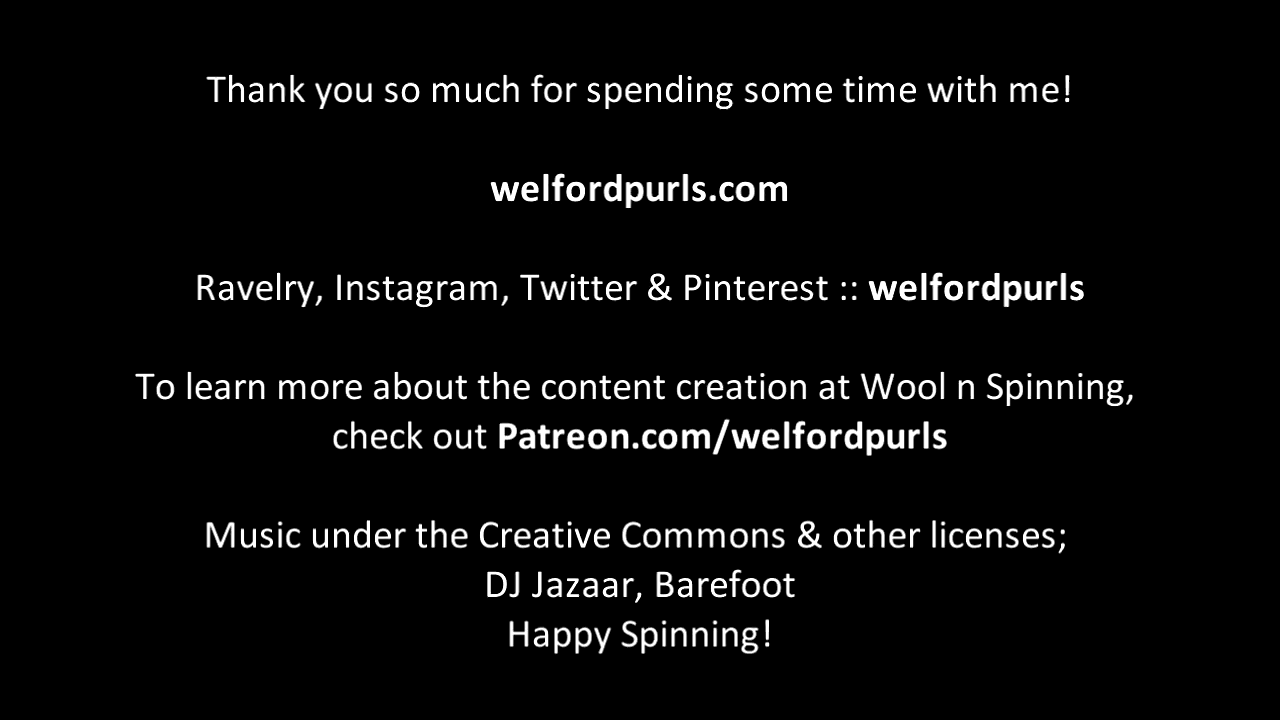 Thank you so much for spending some time with me!
welfordpurls.com
Ravelry, Instagram, Twitter & Pinterest :: welfordpurls
To learn more about the content creation at Wool n Spinning,
check out Patreon.com/welfordpurls
Music under the Creative Commons & other licenses;
DJ Jazaar, Barefoot
Happy Spinning!